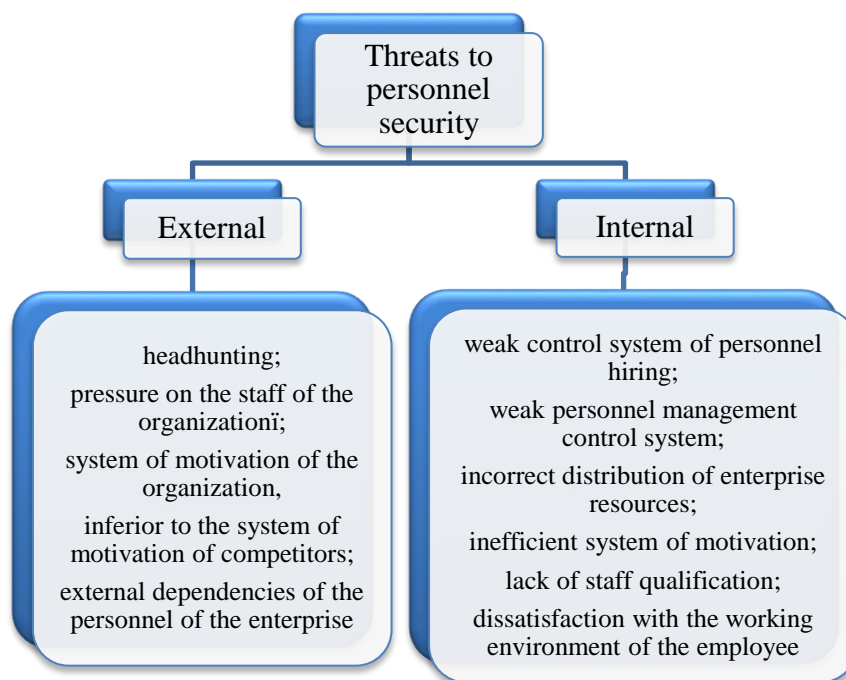 Threats to
personnel
security
External
Internal
headhunting;
pressure on the staff of the
organizationï;
system of motivation of the
organization,
inferior to the system of
motivation of competitors;
external dependencies of the
personnel of the enterprise
weak control system of personnel
hiring;
weak personnel management
control system;
incorrect distribution of enterprise
resources;
inefficient system of motivation;
lack of staff qualification;
dissatisfaction with the working
environment of the employee